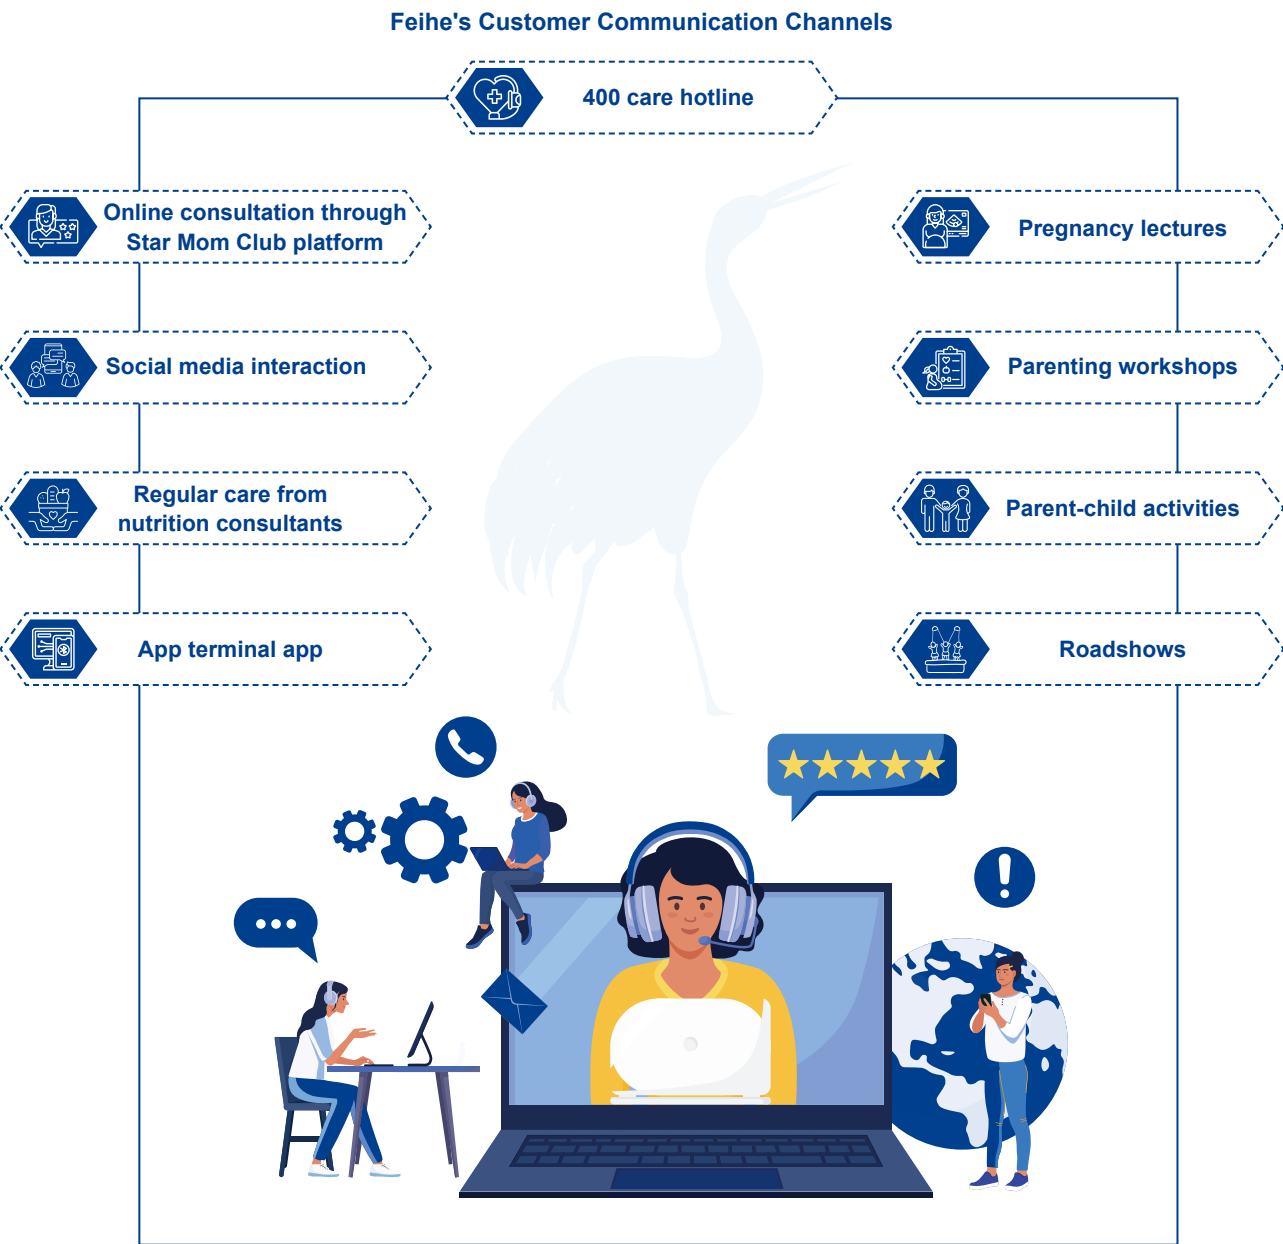 Feihe's Customer Communication Channels
400 care hotline
Online consultation through
Star Mom Club platform
Social media interaction
Regular care from
nutrition consultants
App terminal app
Pregnancy lectures
Parenting workshops
Parent-child activities
Roadshows